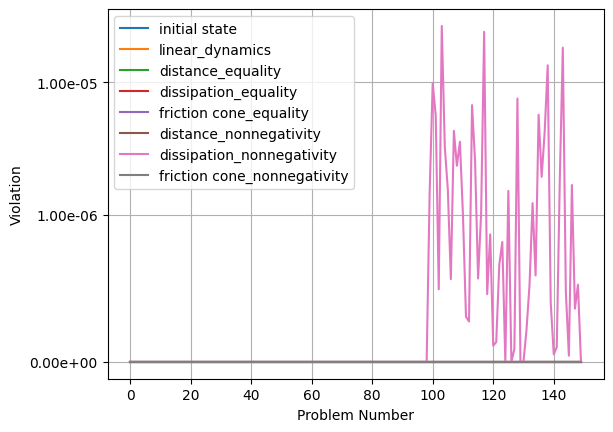 initial state
linear_dynamics
distance_equality
dissipation_equality
friction cone_equality
distance_nonnegativity
dissipation_nonnegativity
friction cone_nonnegativity
1.00e-05
1.00e-06
0.00e+00
Violation
0 20 40 60 80 100 120 140
Problem Number